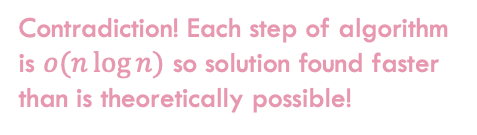 Contradiction! Each step of algorithm
is o(n log n) so solution found faster
than is theoretically possible!